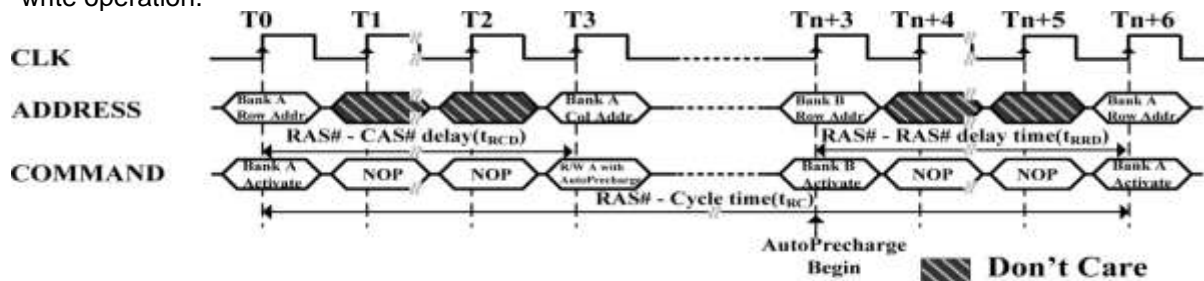 write operation.
T0 T1 T2 T3 Tn+3 Tn+4 Tn+5 Tn+6
CLK
ADDRESS
Bank A
Row Addr
Bank A
Col Addr
Bank B
Row Addr
Bank A
Row Addr
RAS# - CAS# delay(tRCD)
RAS# - RAS# delay time(tRRD)
COMMAND
Bank A
Activate
NOP
NOP
R/W A with
AutoPrecharge
Bank B
Activate
NOP
NOP
Bank A
Activate
RAS# - Cycle time(tRC)
AutoPrecharge
Begin
Don't Care